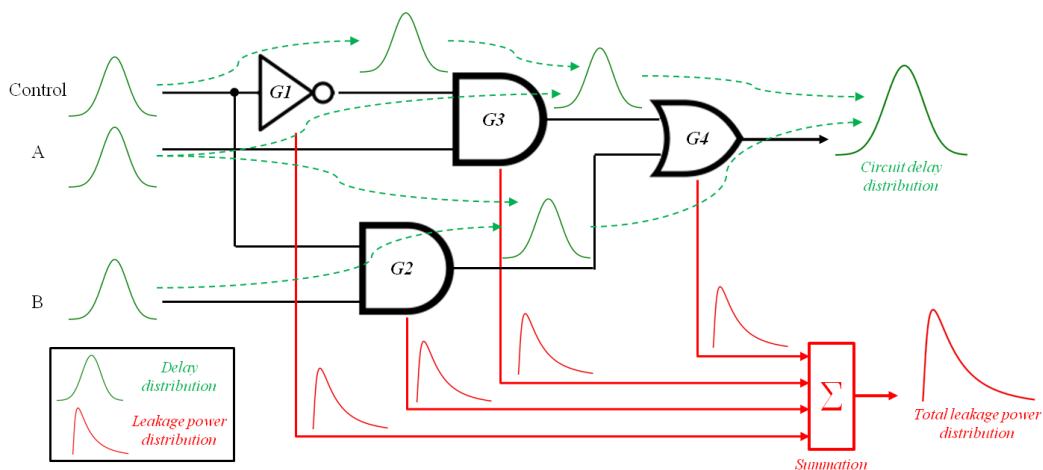 Control
A
B
G1
G3
G4
G2
Circuit delay
distribution
Delay
distribution
Leakage power
distribution
Σ
Summation
Total leakage power
distribution